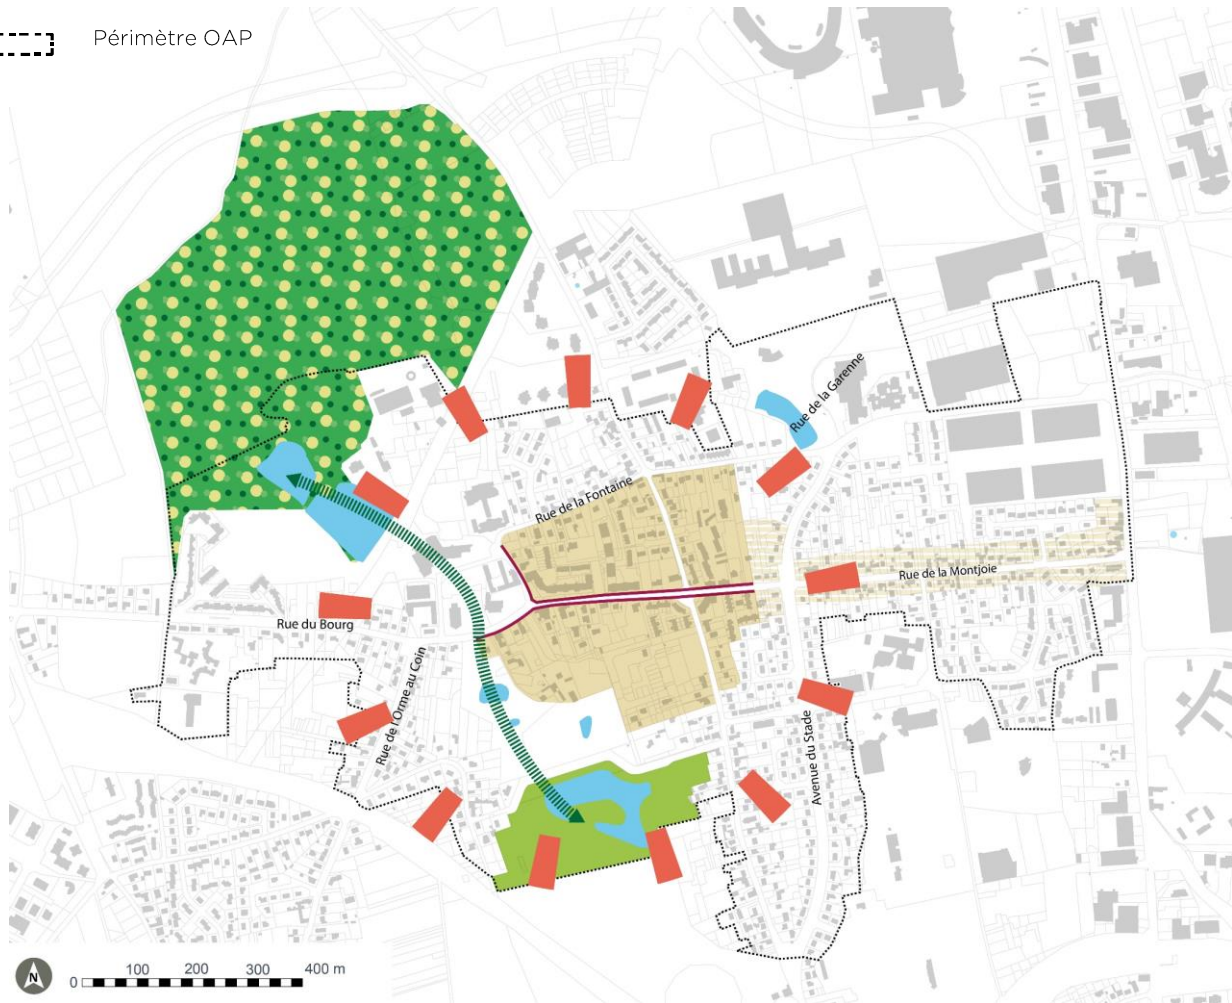 Périmètre OAP
Rue de la Garenne
Rue de la Fontaine
Rue de la Montjoie
Rue du Bourg
Rue de l'Orme au Coin
Avenue du Stade
N
0 100 200 300 400 m